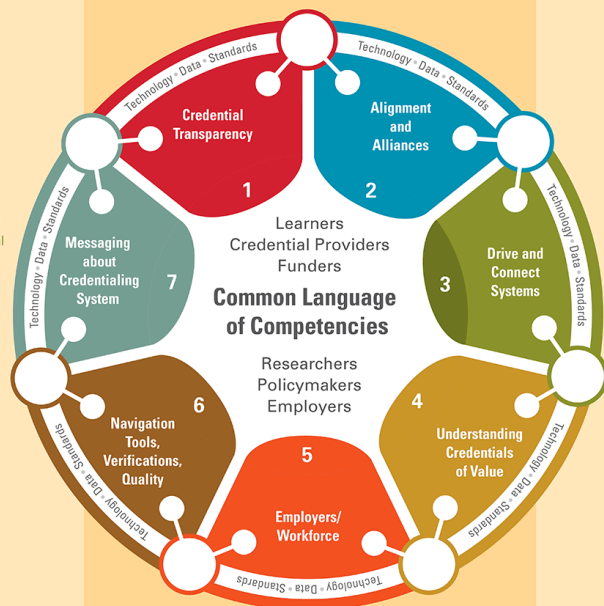 Technology • Data • Standards
Technology • Data • Standards
Credential
Transparency
1
Alignment
and
Alliances
2
Technology • Data • Standards
Technology • Data • Standards
Learners
Credential Providers
Funders
al
Messaging
about
Credentialing
System
7
Drive and
Connect
Systems
3
Common Language
of Competencies
Researchers
Policymakers
Employers
6
Navigation
Tools,
Verifications,
Quality
4
Understanding
Credentials
of Value
5
Employers/
Workforce
Technology • Data • Standards
Technology • Data • Standards
Technology • Data • Standards